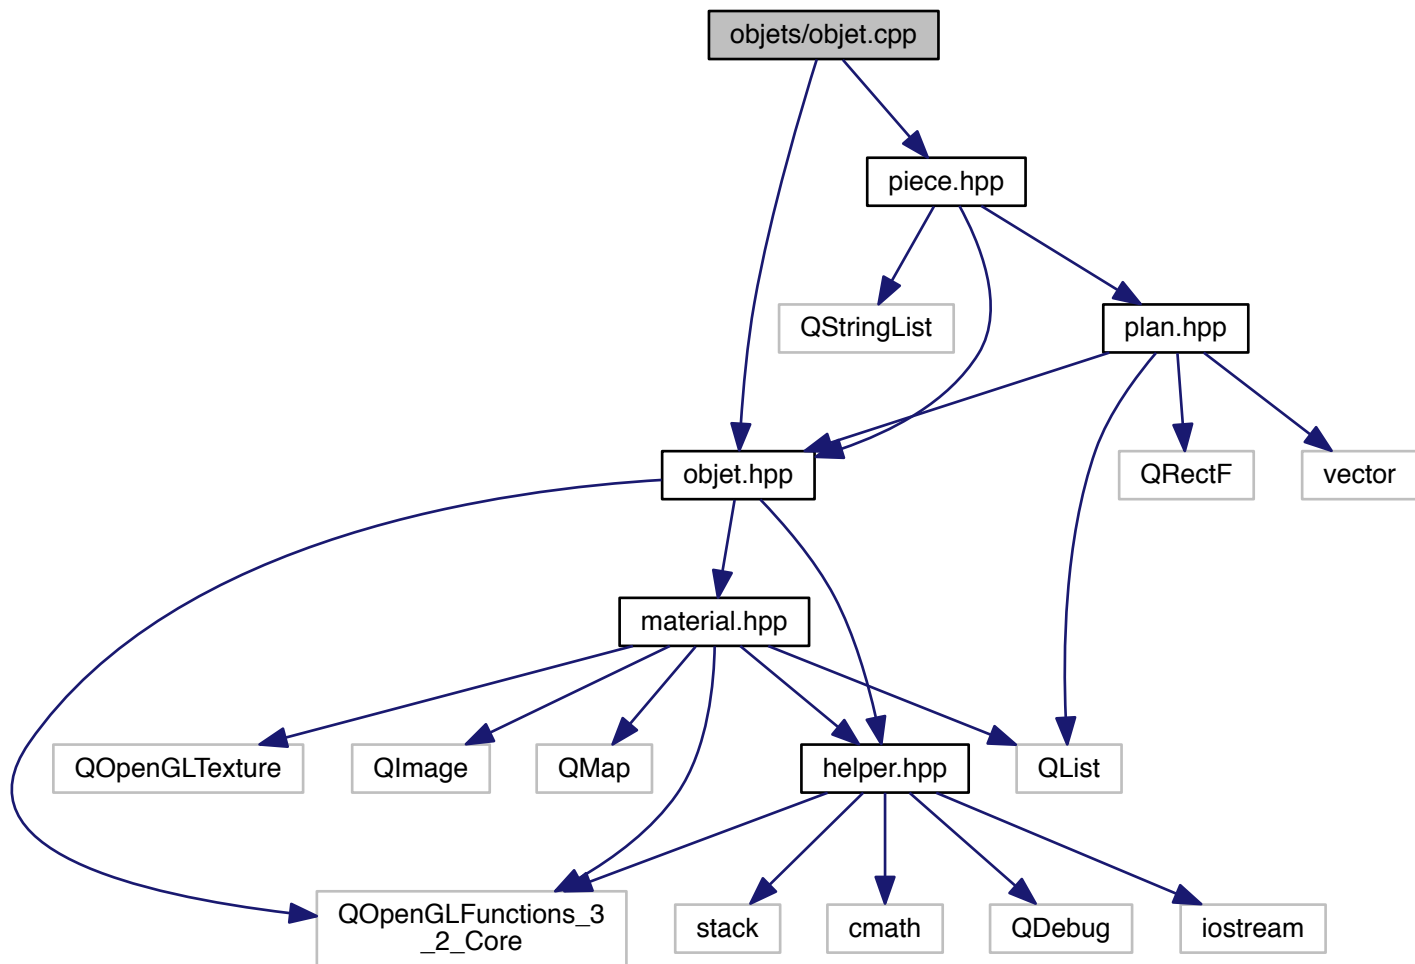 objets/objet.cpp
piece.hpp
QStringList
plan.hpp
objet.hpp
QRectF
vector
material.hpp
QOpenGLTexture
QImage
QMap
helper.hpp
QList
QOpenGLFunctions_3
_2_Core
stack
cmath
QDebug
iostream